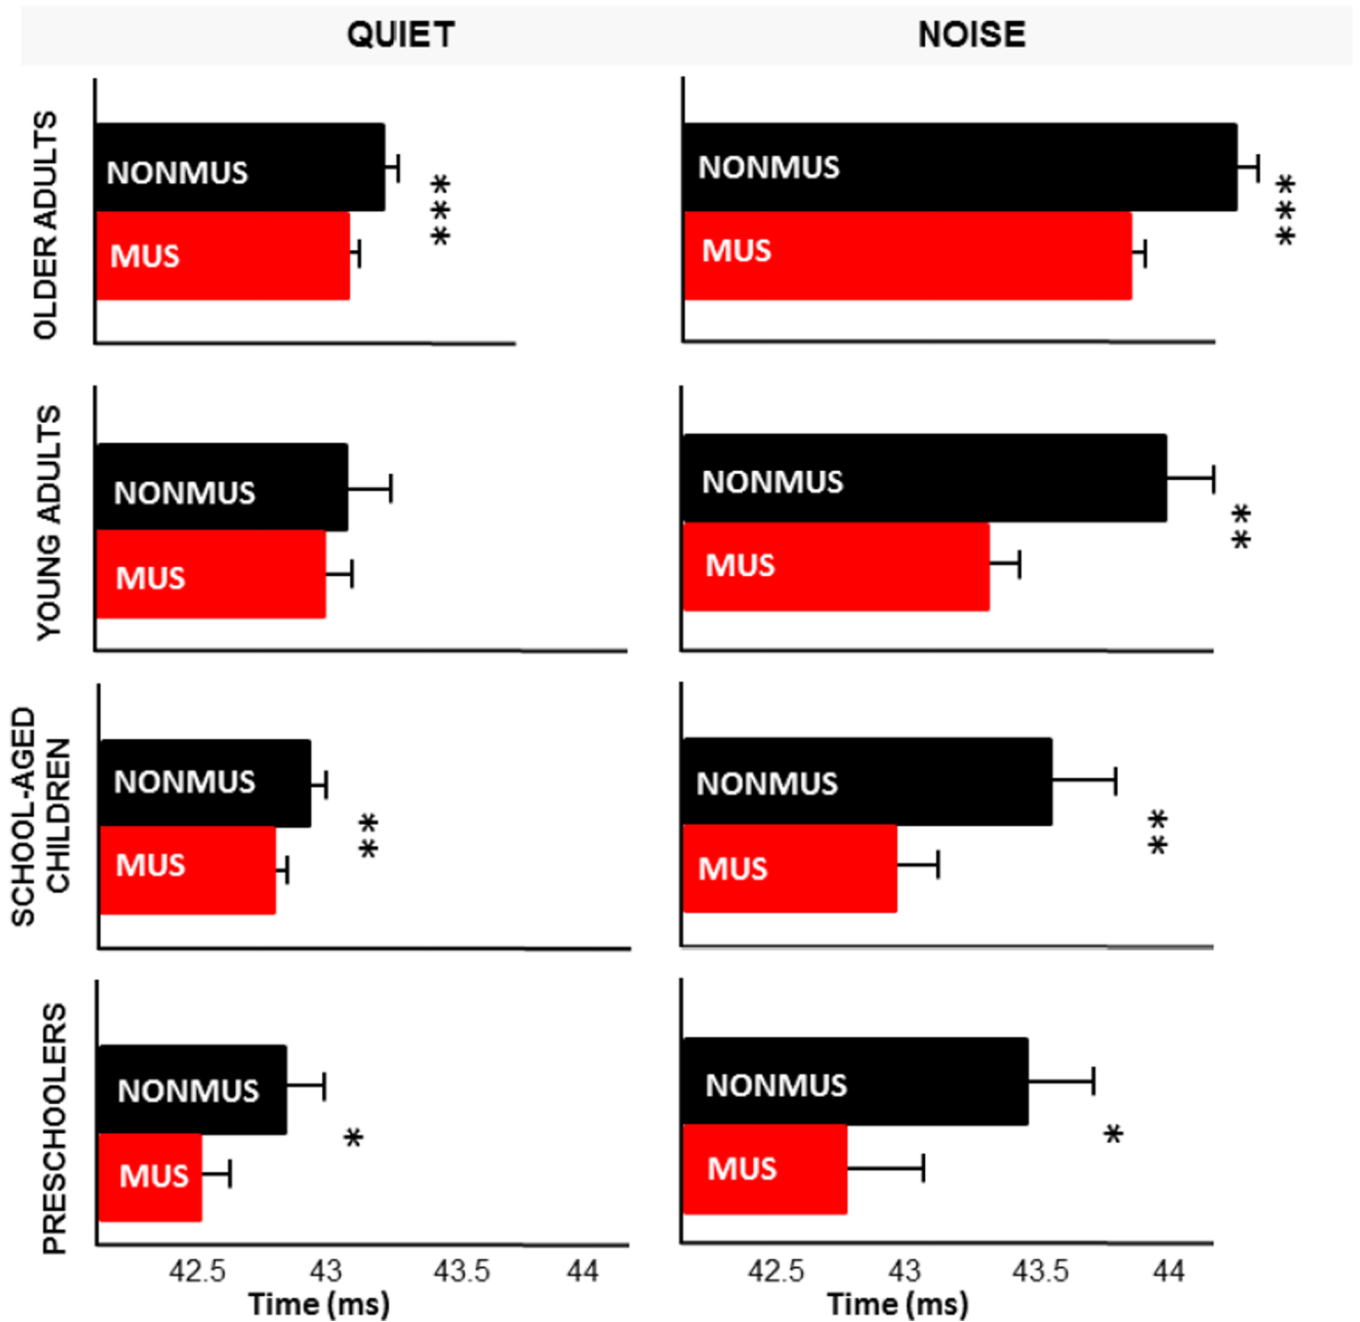 QUIET NOISE
OLDER ADULTS
NONMUS
MUS
***
NONMUS
MUS
***
YOUNG ADULTS
NONMUS
MUS
NONMUS
MUS
**
SCHOOL-AGED
CHILDREN
NONMUS
MUS
**
NONMUS
MUS
**
PRESCHOOLERS
NONMUS
MUS
*
NONMUS
MUS
*
42.5 43 43.5 44
Time (ms)
42.5 43 43.5 44
Time (ms)